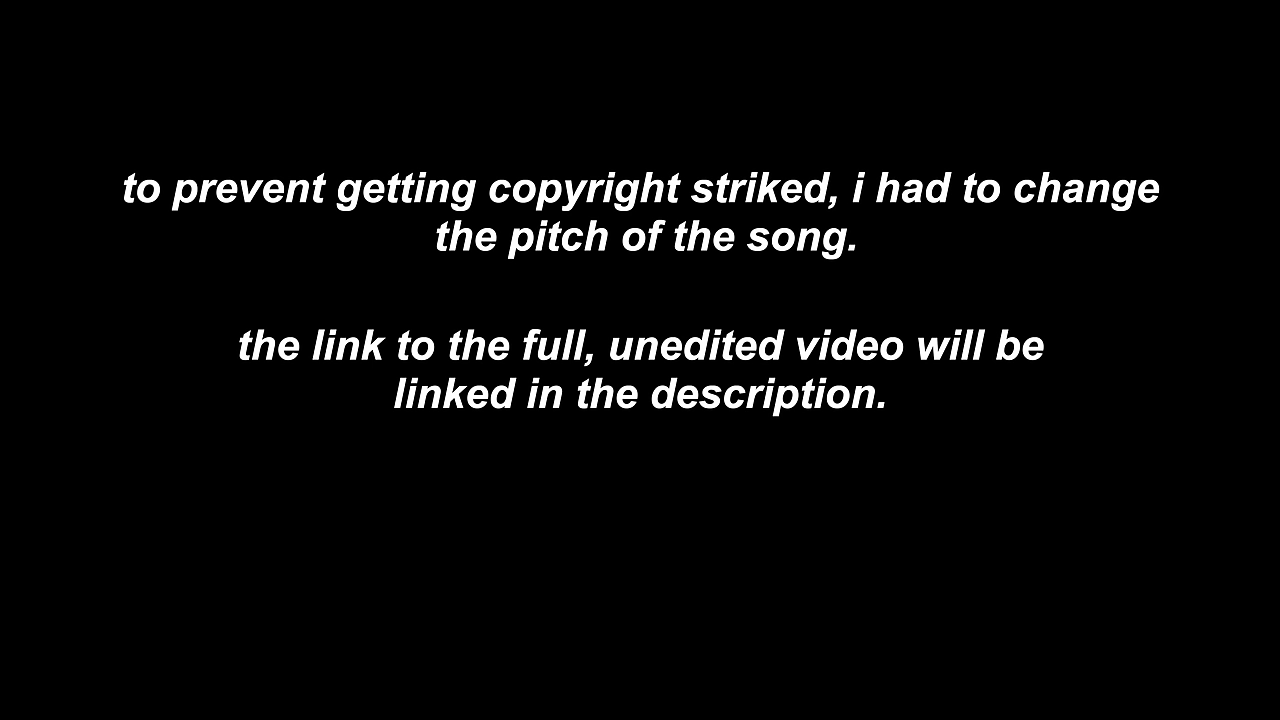 to prevent getting copyright striked, i had to change
the pitch of the song.
the link to the full, unedited video will be
linked in the description.